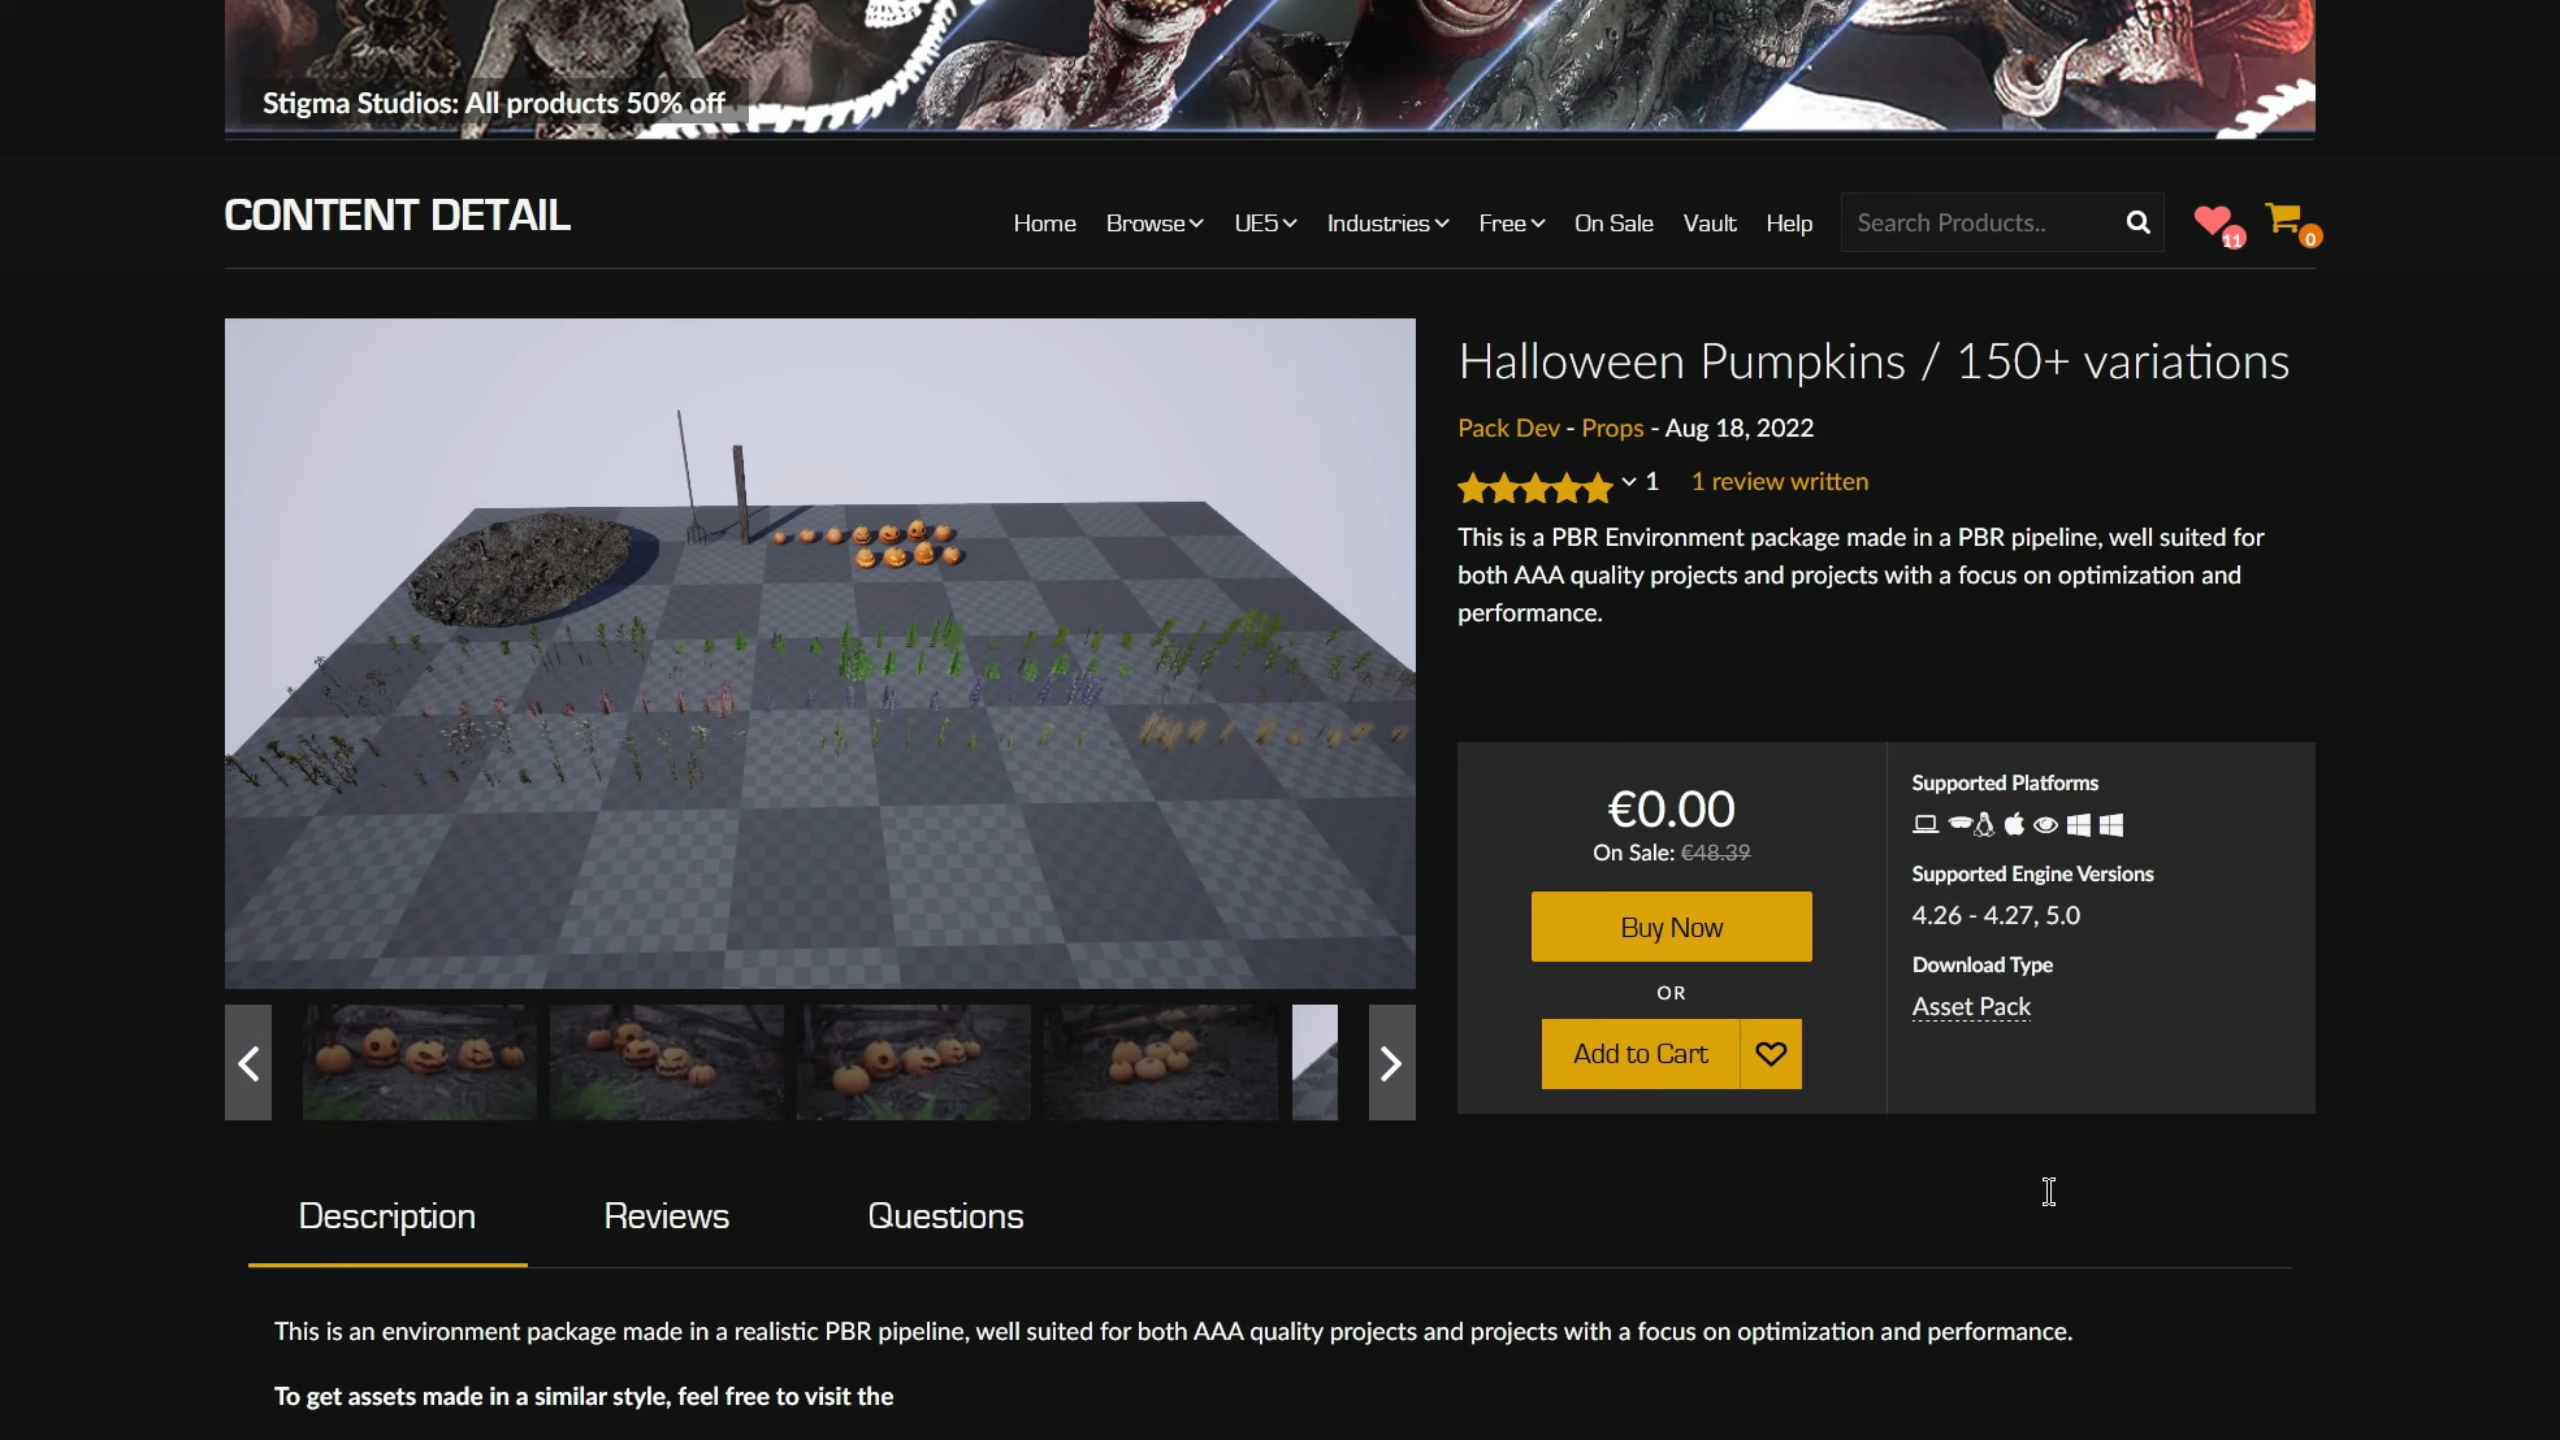 Stigma Studios: All products 50% off
CONTENT DETAIL
Home Browse UE5 Industries Free On Sale Vault Help Search Products.. 11 0
Halloween Pumpkins / 150+ variations
Pack Dev - Props - Aug 18, 2022
1 1 review written
This is a PBR Environment package made in a PBR pipeline, well suited for
both AAA quality projects and projects with a focus on optimization and
performance.
€0.00
On Sale: €48.39
Buy Now
OR
Add to Cart
Supported Platforms
Supported Engine Versions
4.26 - 4.27, 5.0
Download Type
Asset Pack
Description Reviews Questions
This is an environment package made in a realistic PBR pipeline, well suited for both AAA quality projects and projects with a focus on optimization and performance.
To get assets made in a similar style, feel free to visit the